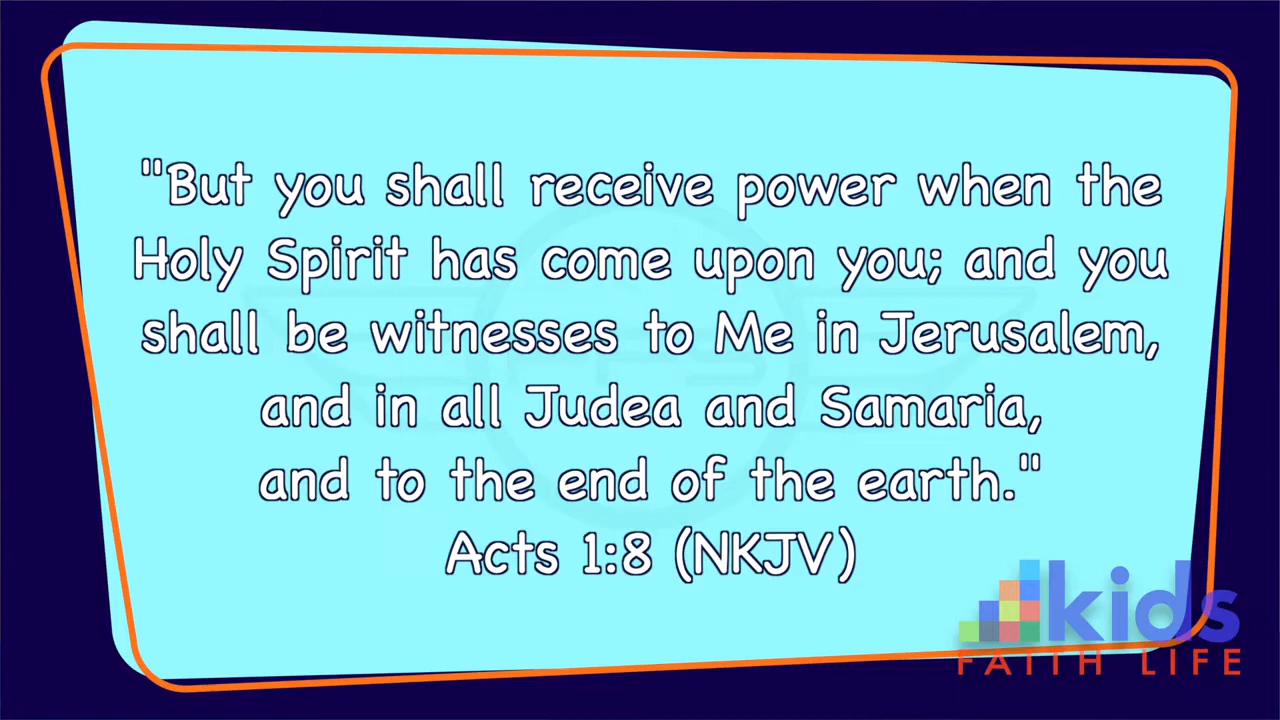 "But you shall receive power when the
Holy Spirit has come upon you; and you
shall be witnesses to Me in Jerusalem,
and in all Judea and Samaria,
and to the end of the earth."
Acts 1:8 (NKJV)
kids
FAITH LIFE